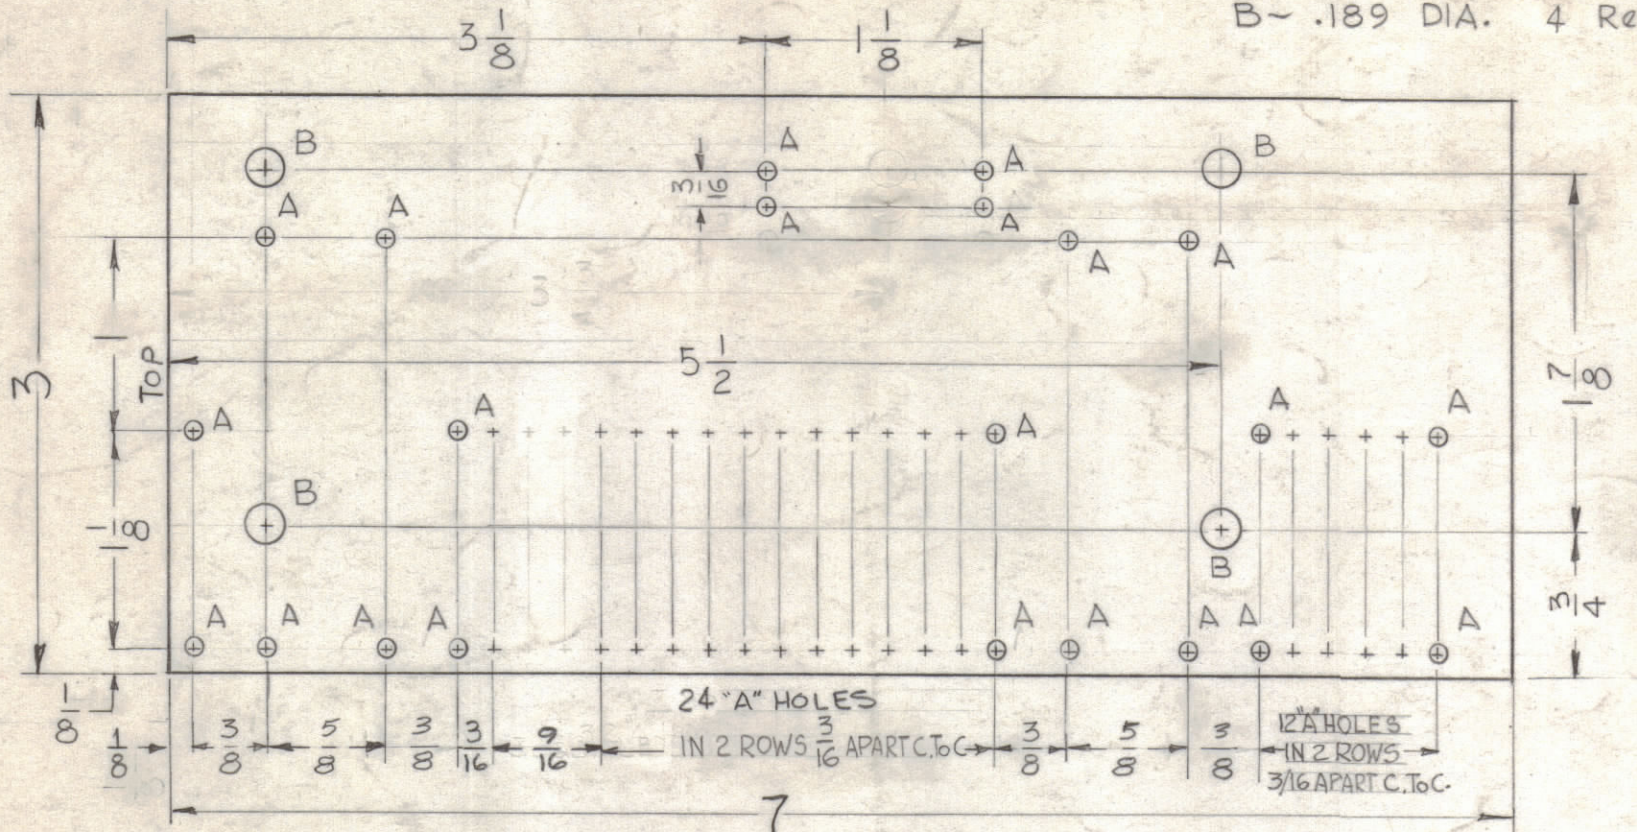 B- .189 DIA. 4 Re
3 1/8 1 1/8
B A A B
3/16
A A A A A A
3
1
TOP
5 1/2
1 7/8
A A A A A
1 1/8
B B
3/4
A A A A A A A A A
1/8
24 "A" HOLES
IN 2 ROWS 3/16 APART C.TO C
1/8 3/8 5/8 3/8 3/16 9/16 3/8 5/8 3/8
12 "A" HOLES
IN 2 ROWS
3/16 APART C.TO C.
7